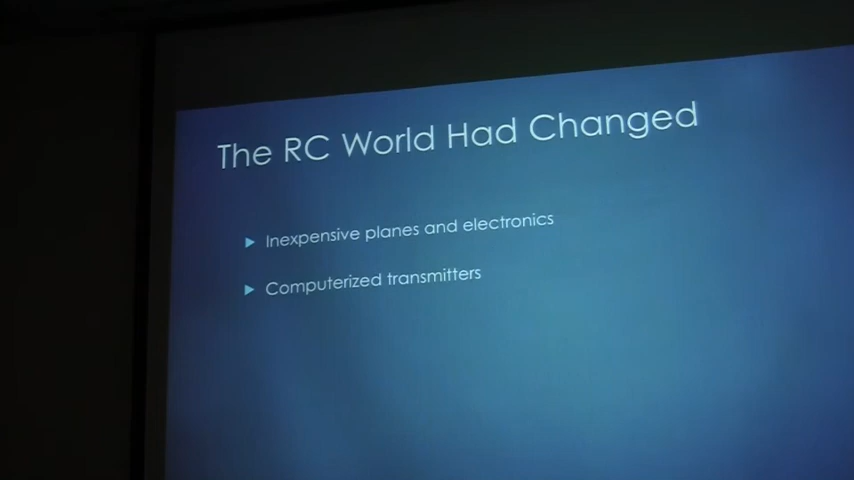 The RC World Had Changed
Inexpensive planes and electronics
Computerized transmitters